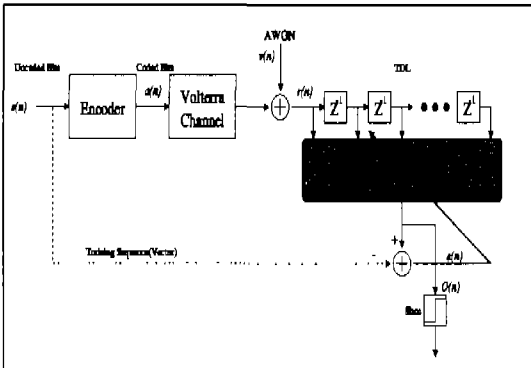 AWGN
v(n)
Uncoded Bits
Coded Bits
TDL
s(n)
Encoder
a(n)
Volterra
Channel
+
r(n)
Z-1
Z-1
Z-1
+
Training Sequence(Vector)
-
+
e(n)
O(n)